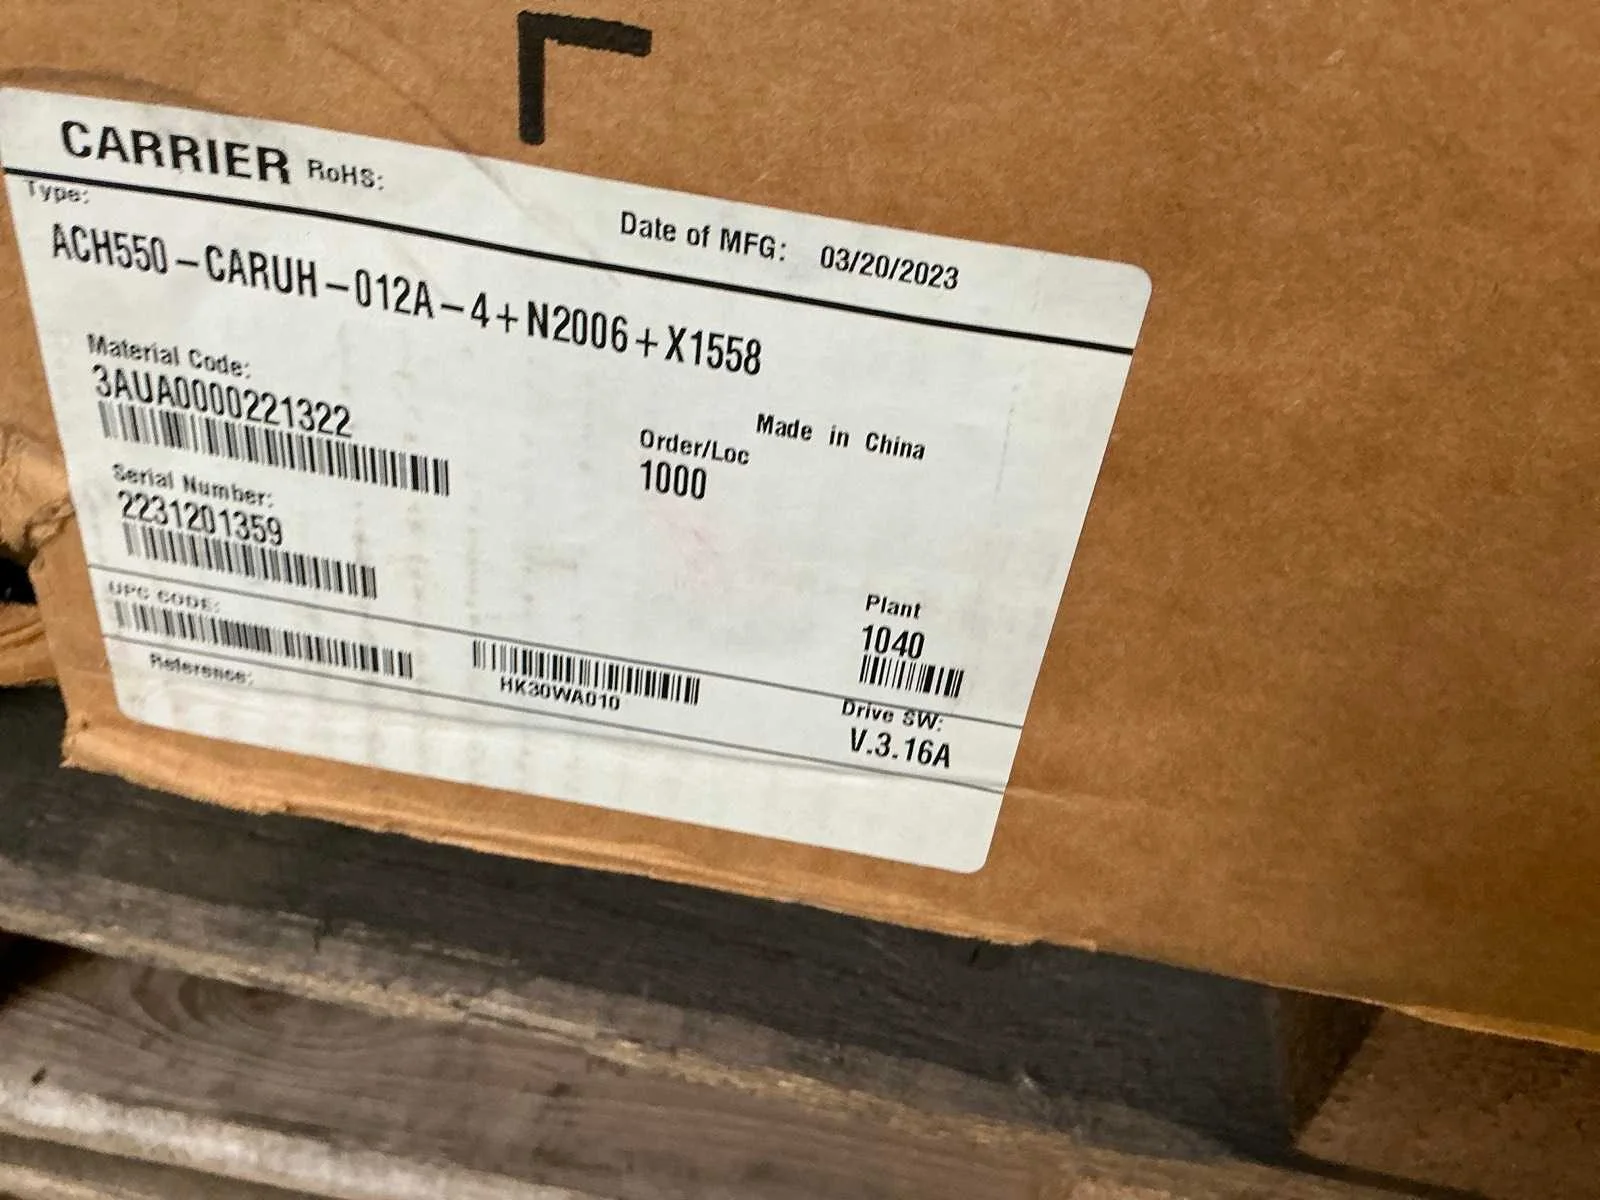 CARRIER RoHS:
Date of MFG: 03/20/2023
Type:
ACH550-CARUH-012A-4+N2006+X1558
Material Code:
3AUA0000221322
Made in China
Order/Loc
1000
Serial Number:
2231201359
Plant
1040
UPC CODE:
HK30WA010
Drive SW:
V.3.16A
Reference: